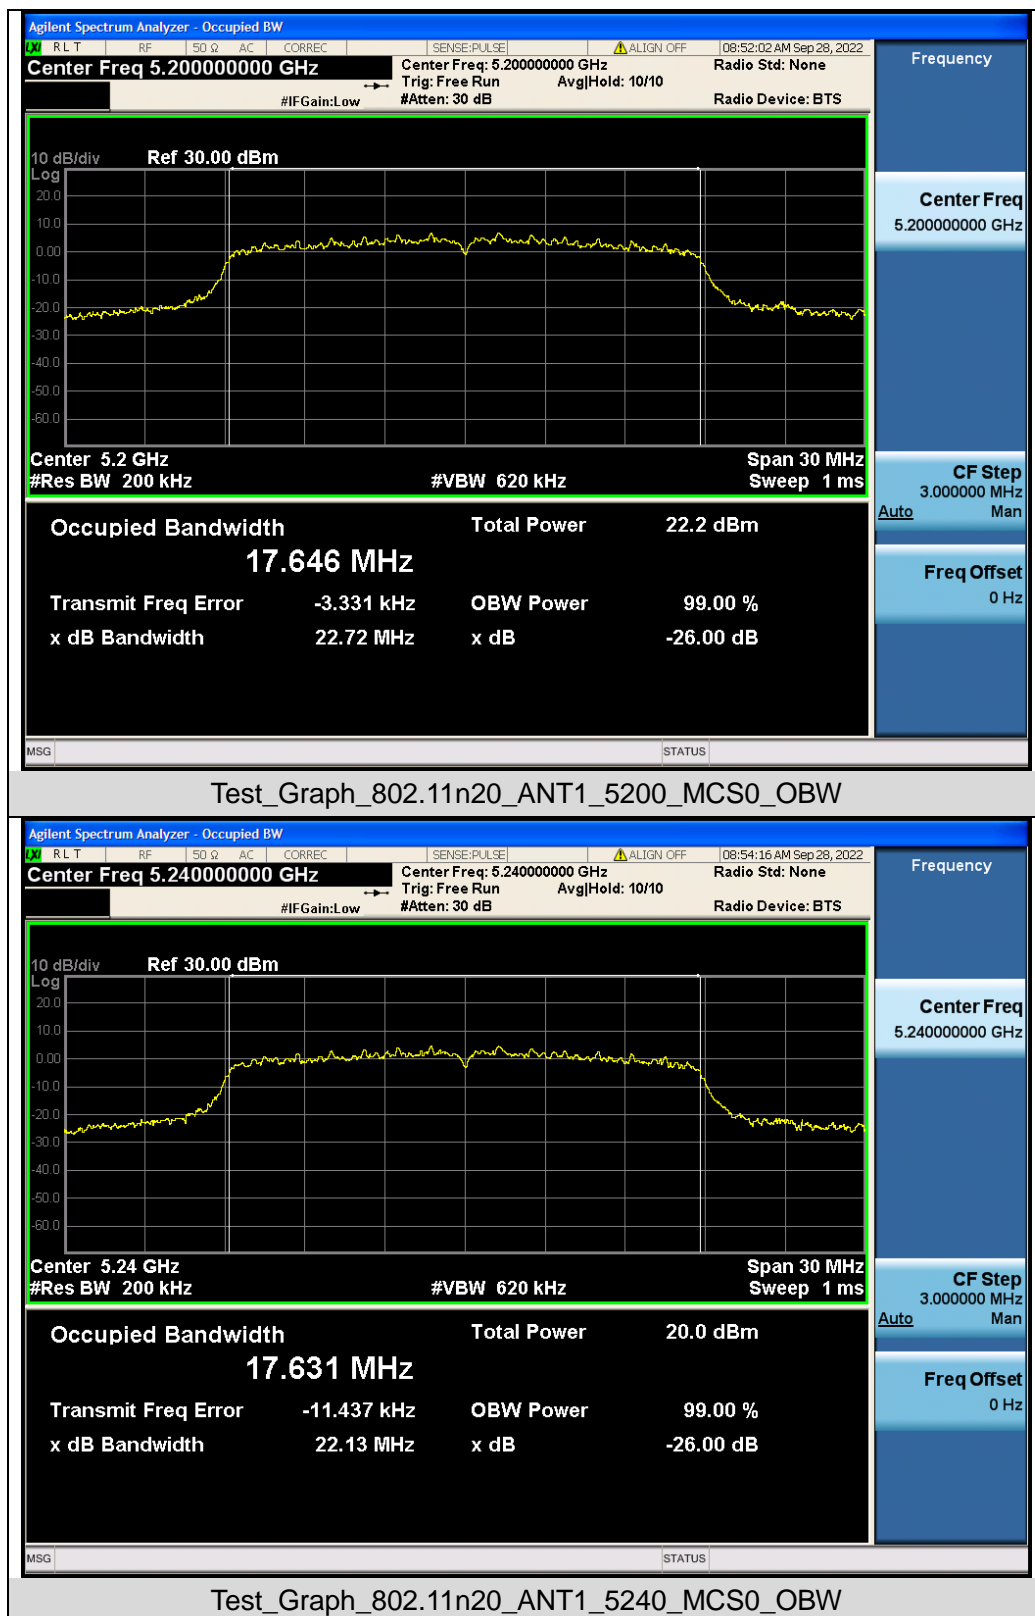 Agilent Spectrum Analyzer - Occupied BW
LXI RLT RF 50 Ω AC CORREC SENSE:PULSE ALIGN OFF 08:52:02 AM Sep 28, 2022
Center Freq 5.200000000 GHz
Center Freq: 5.200000000 GHz
Radio Std: None
Trig: Free Run Avg|Hold: 10/10
#IFGain:Low
#Atten: 30 dB
Radio Device: BTS
10 dB/div Ref 30.00 dBm
Log
20.0
10.0
0.00
-10.0
-20.0
-30.0
-40.0
-50.0
-60.0
Center 5.2 GHz Span 30 MHz
#Res BW 200 kHz #VBW 620 kHz Sweep 1 ms
Occupied Bandwidth Total Power 22.2 dBm
17.646 MHz
Transmit Freq Error -3.331 kHz OBW Power 99.00 %
x dB Bandwidth 22.72 MHz x dB -26.00 dB
MSG STATUS
Frequency
Center Freq
5.200000000 GHz
CF Step
3.000000 MHz
Auto Man
Freq Offset
0 Hz
Test_Graph_802.11n20_ANT1_5200_MCS0_OBW
Agilent Spectrum Analyzer - Occupied BW
LXI RLT RF 50 Ω AC CORREC SENSE:PULSE ALIGN OFF 08:54:16 AM Sep 28, 2022
Center Freq 5.240000000 GHz
Center Freq: 5.240000000 GHz
Radio Std: None
Trig: Free Run Avg|Hold: 10/10
#IFGain:Low
#Atten: 30 dB
Radio Device: BTS
10 dB/div Ref 30.00 dBm
Log
20.0
10.0
0.00
-10.0
-20.0
-30.0
-40.0
-50.0
-60.0
Center 5.24 GHz Span 30 MHz
#Res BW 200 kHz #VBW 620 kHz Sweep 1 ms
Occupied Bandwidth Total Power 20.0 dBm
17.631 MHz
Transmit Freq Error -11.437 kHz OBW Power 99.00 %
x dB Bandwidth 22.13 MHz x dB -26.00 dB
MSG STATUS
Frequency
Center Freq
5.240000000 GHz
CF Step
3.000000 MHz
Auto Man
Freq Offset
0 Hz
Test_Graph_802.11n20_ANT1_5240_MCS0_OBW